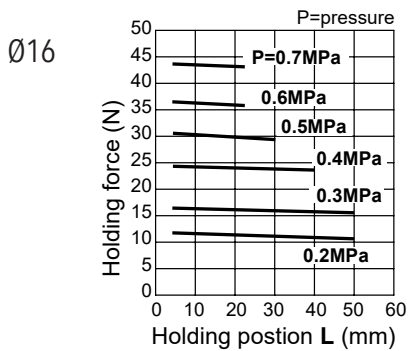 P=pressure
Ø16
Holding force (N)
50
45
40
35
30
25
20
15
10
5
0
P=0.7MPa
0.6MPa
0.5MPa
0.4MPa
0.3MPa
0.2MPa
0 10 20 30 40 50 60
Holding postion L (mm)